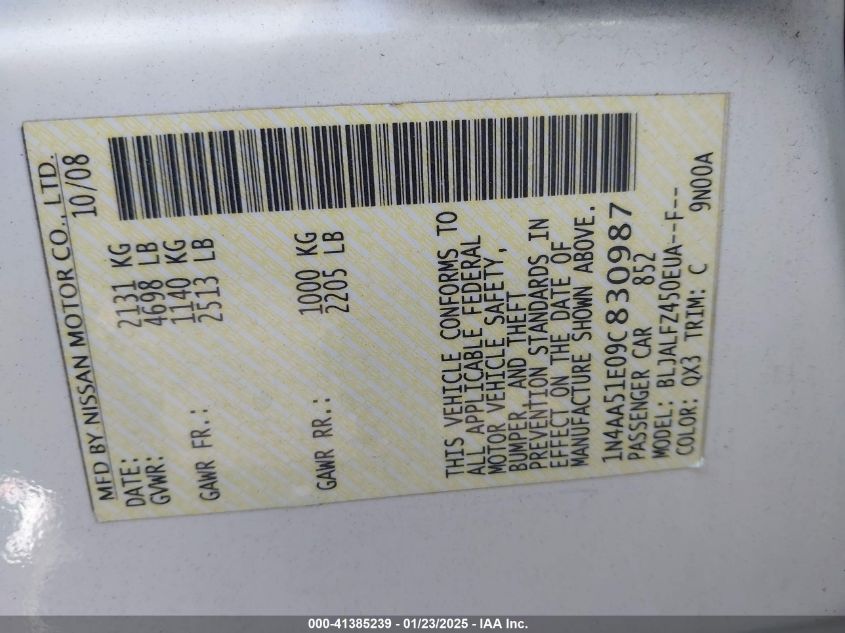 MFD BY NISSAN MOTOR CO., LTD.
DATE: 10/08
GVWR: 2131 KG
4698 LB
GAWR FR.: 1140 KG
2513 LB
GAWR RR.: 1000 KG
2205 LB
THIS VEHICLE CONFORMS TO
ALL APPLICABLE FEDERAL
MOTOR VEHICLE SAFETY,
BUMPER, AND THEFT
PREVENTION STANDARDS IN
EFFECT ON THE DATE OF
MANUFACTURE SHOWN ABOVE.
1N4AA51E09C830987
PASSENGER CAR 852
MODEL: BLJALFZ450EUA--F--
COLOR: QX3 TRIM: C 9N00A
000-41385239 - 01/23/2025 - IAA Inc.